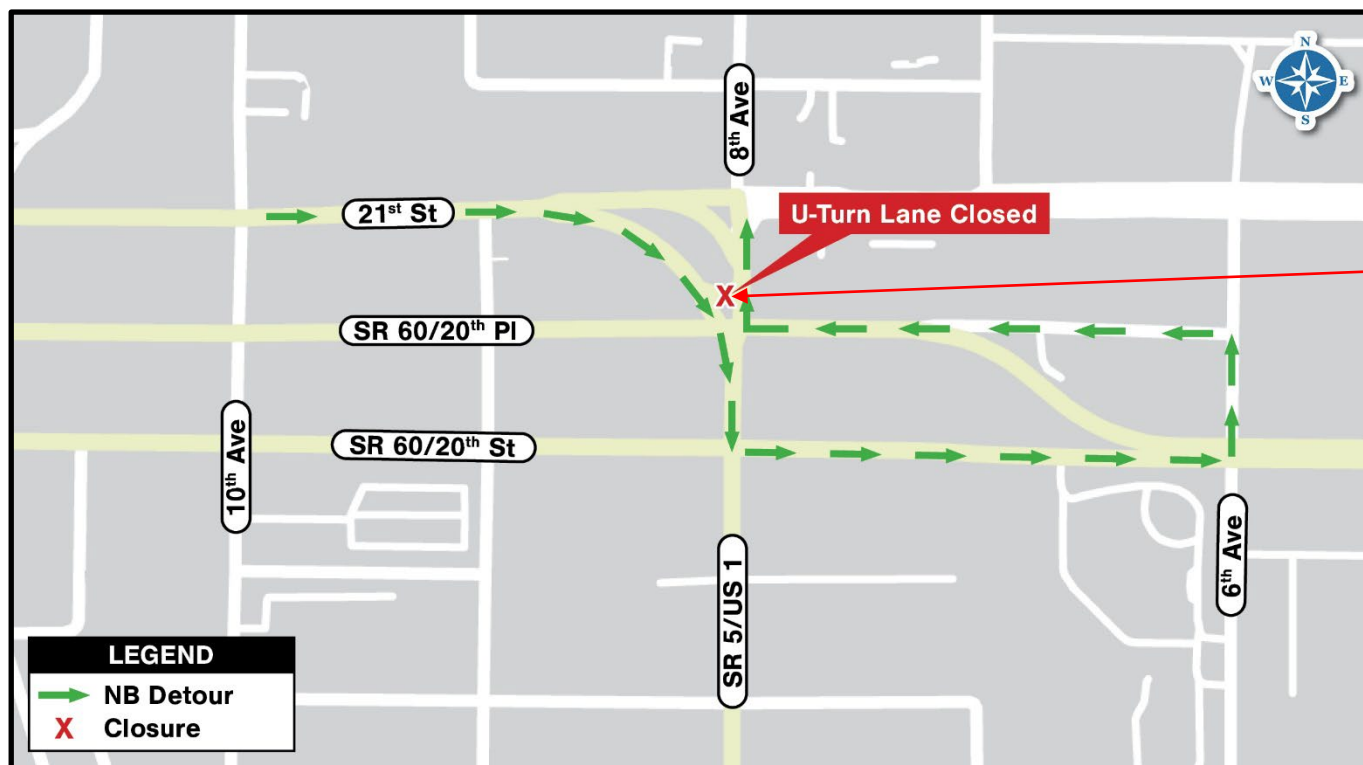 N
W E
S
8th Ave
21st St
U-Turn Lane Closed
X
SR 60/20th Pl
SR 60/20th St
10th Ave
SR 5/US 1
6th Ave
LEGEND
NB Detour
X Closure